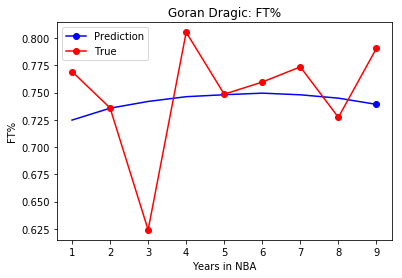 Goran Dragic: FT%
Prediction
True
FT%
0.800
0.775
0.750
0.725
0.700
0.675
0.650
0.625
1 2 3 4 5 6 7 8 9
Years in NBA